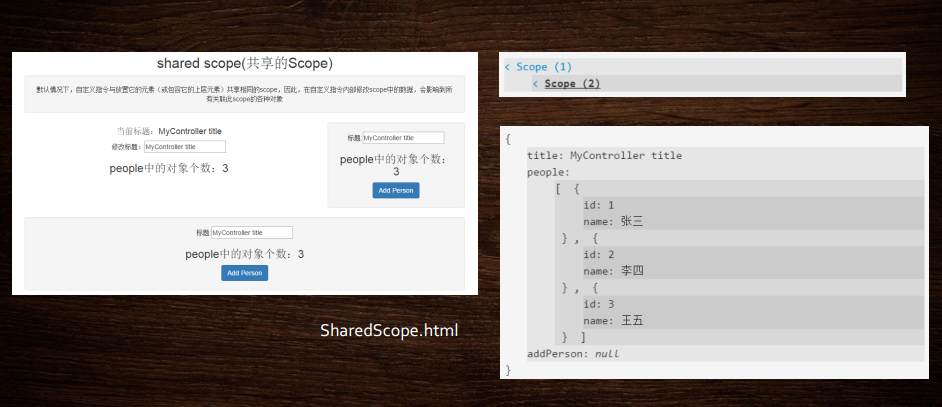 shared scope(共享的Scope)
默认情况下，自定义指令与放置它的元素（或包容它的上层元素）共享相同的scope，因此，在自定义指令内部修改scope中的数据，会影响到所
有关联此scope的各种对象
当前标题：MyController title
修改标题：MyController title
people中的对象个数：3
标题:MyController title
people中的对象个数：
3
Add Person
标题:MyController title
people中的对象个数：3
Add Person
SharedScope.html
< Scope (1)
< Scope (2)
{
title: MyController title
people:
[ {
id: 1
name: 张三
} , {
id: 2
name: 李四
} , {
id: 3
name: 王五
} ]
addPerson: null
}